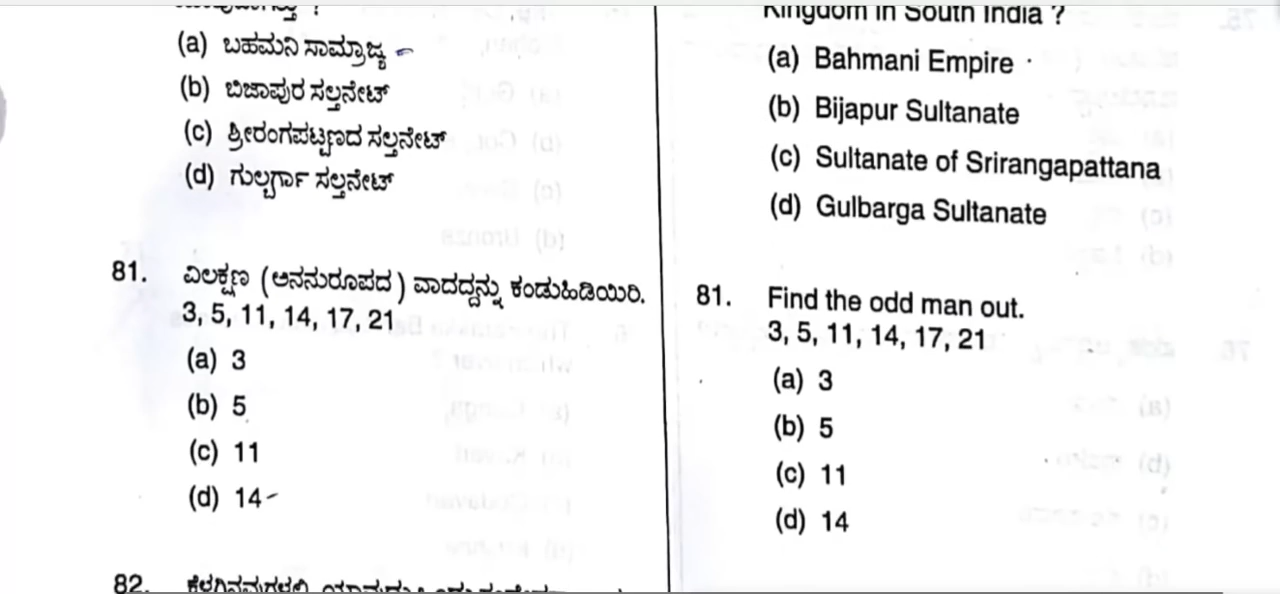 (a) ಬಹಮನಿ ಸಾಮ್ರಾಜ್ಯ
(b) ಬಿಜಾಪುರ ಸಲ್ತನೇಟ್
(c) ಶ್ರೀರಂಗಪಟ್ಟಣದ ಸಲ್ತನೇಟ್
(d) ಗುಲ್ಬರ್ಗಾ ಸಲ್ತನೇಟ್
81. ವಿಲಕ್ಷಣ (ಅನನುರೂಪದ) ವಾದದ್ದನ್ನು ಕಂಡುಹಿಡಿಯಿರಿ.
3, 5, 11, 14, 17, 21
(a) 3
(b) 5
(c) 11
(d) 14
82.
Kingdom in South India ?
(a) Bahmani Empire
(b) Bijapur Sultanate
(c) Sultanate of Srirangapattana
(d) Gulbarga Sultanate
81. Find the odd man out.
3, 5, 11, 14, 17, 21
(a) 3
(b) 5
(c) 11
(d) 14